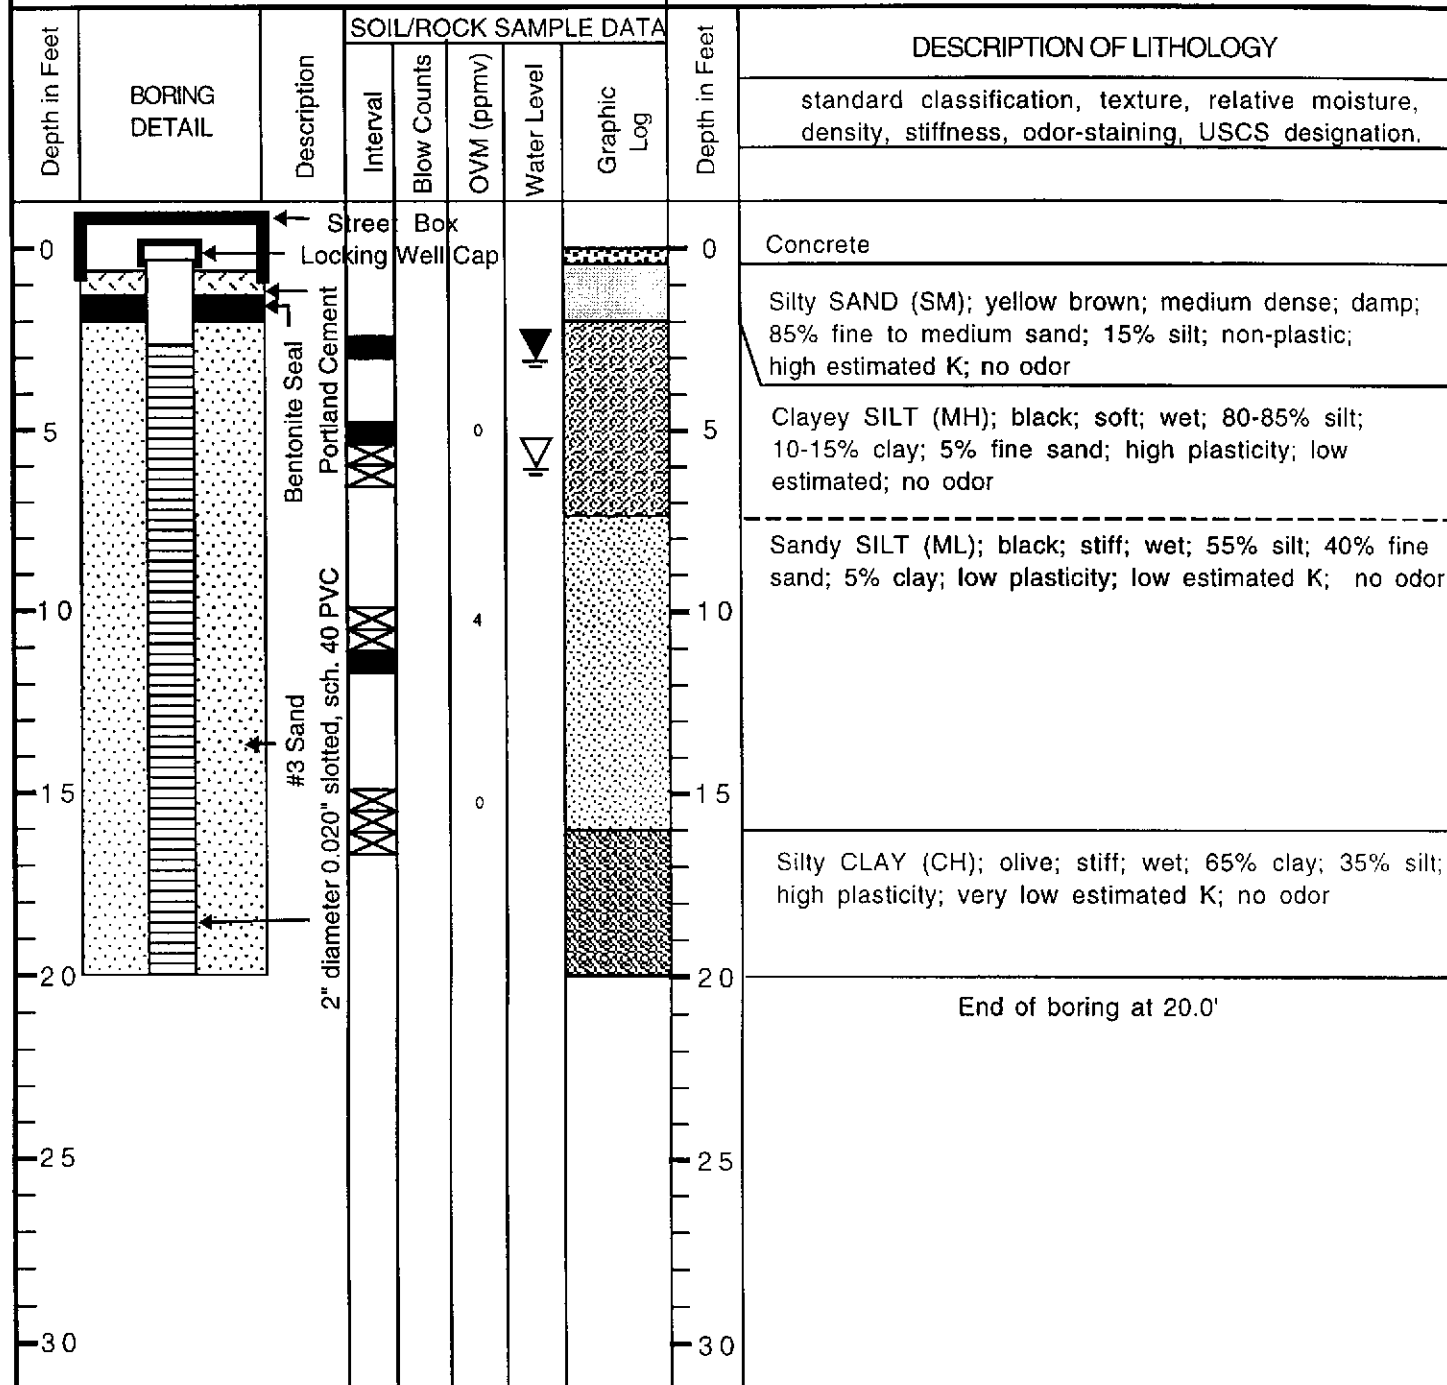 SOIL/ROCK SAMPLE DATA
Depth in Feet
BORING
DETAIL
Description
Interval
Blow Counts
OVM (ppmv)
Water Level
Graphic
Log
Depth in Feet
DESCRIPTION OF LITHOLOGY
standard classification, texture, relative moisture,
density, stiffness, odor-staining, USCS designation.
Street Box
Locking Well Cap
Portland Cement
Bentonite Seal
#3 Sand
2" diameter 0.020" slotted, sch. 40 PVC
0
5
10
15
20
25
30
0
4
0
0
5
10
15
20
25
30
Concrete
Silty SAND (SM); yellow brown; medium dense; damp;
85% fine to medium sand; 15% silt; non-plastic;
high estimated K; no odor
Clayey SILT (MH); black; soft; wet; 80-85% silt;
10-15% clay; 5% fine sand; high plasticity; low
estimated; no odor
Sandy SILT (ML); black; stiff; wet; 55% silt; 40% fine
sand; 5% clay; low plasticity; low estimated K; no odor
Silty CLAY (CH); olive; stiff; wet; 65% clay; 35% silt;
high plasticity; very low estimated K; no odor
End of boring at 20.0'